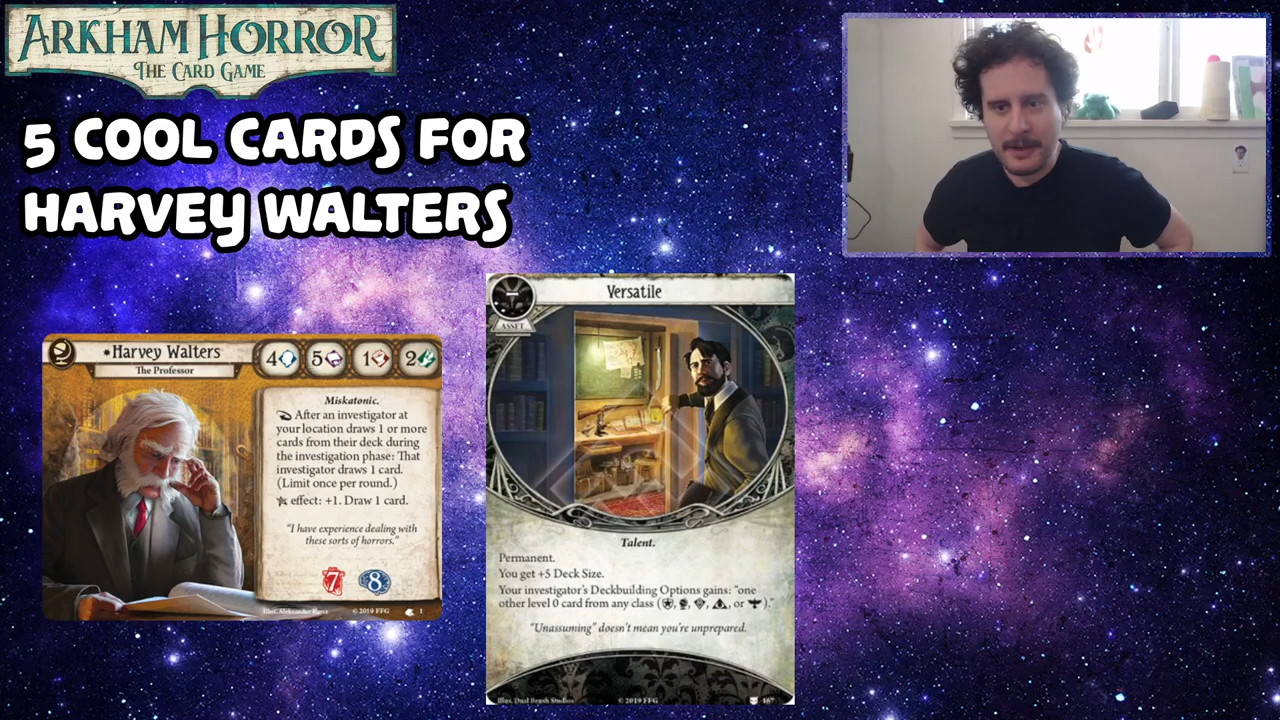 ARKHAM HORROR
THE CARD GAME
5 COOL CARDS FOR
HARVEY WALTERS
Harvey Walters
The Professor
4 5 1 2
Miskatonic.
After an investigator at
your location draws 1 or more
cards from their deck during
the investigation phase: That
investigator draws 1 card.
(Limit once per round.)
effect: +1. Draw 1 card.
"I have experience dealing with
these sorts of horrors."
7 8
Illus. Aleksander Karcz
© 2019 FFG
1
Versatile
ASSET
Talent.
Permanent.
You get +5 Deck Size.
Your investigator's Deckbuilding Options gains: "one
other level 0 card from any class ( , , , , or )."
"Unassuming" doesn't mean you're unprepared.
Illus. Dual Brush Studios
© 2019 FFG
167